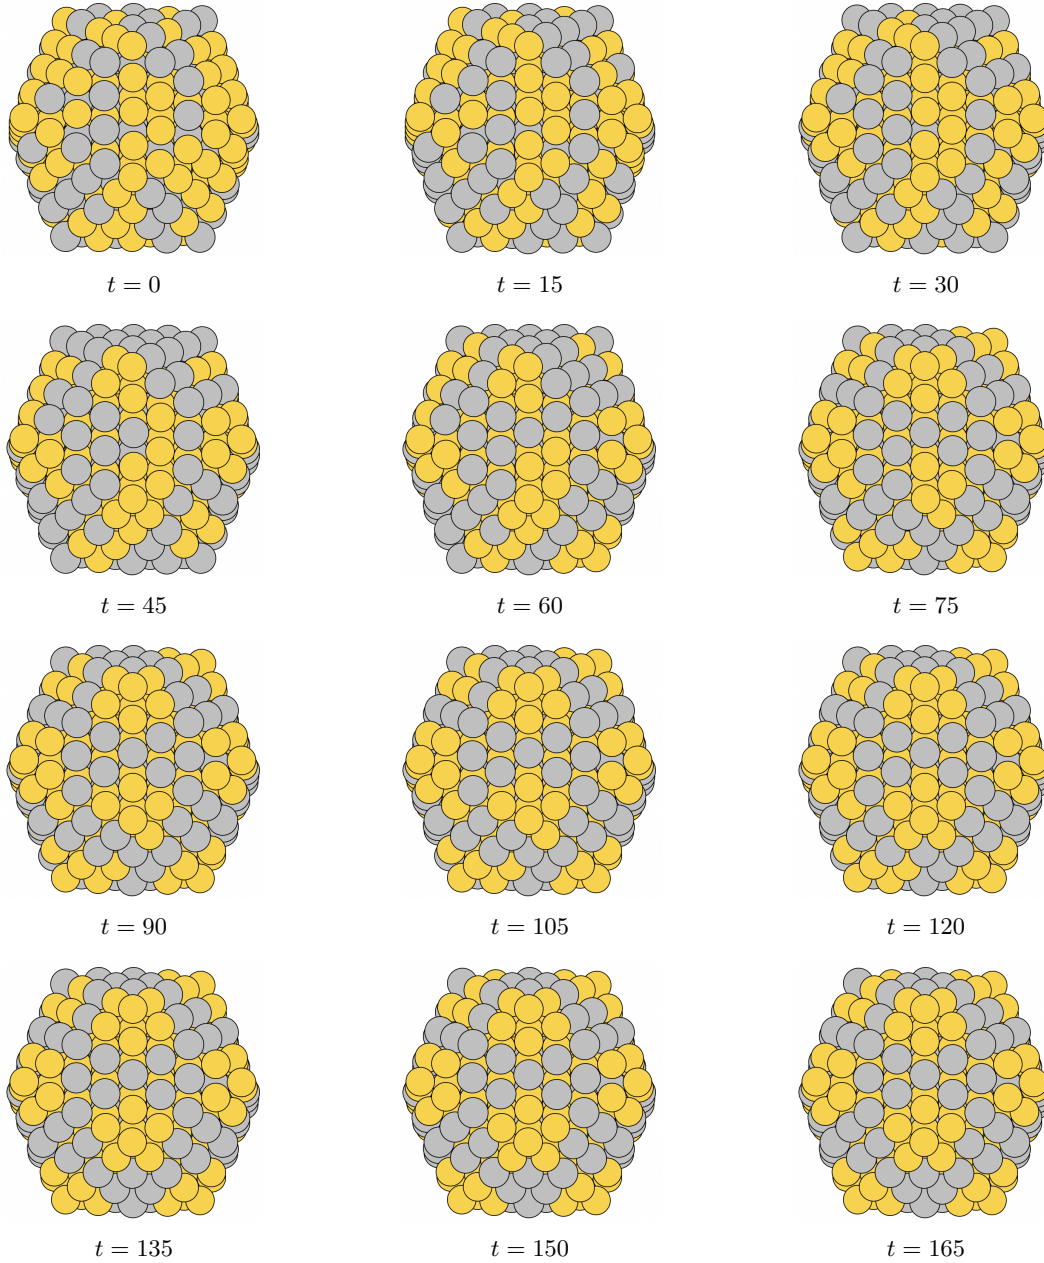 t = 0
t = 15
t = 30
t = 45
t = 60
t = 75
t = 90
t = 105
t = 120
t = 135
t = 150
t = 165